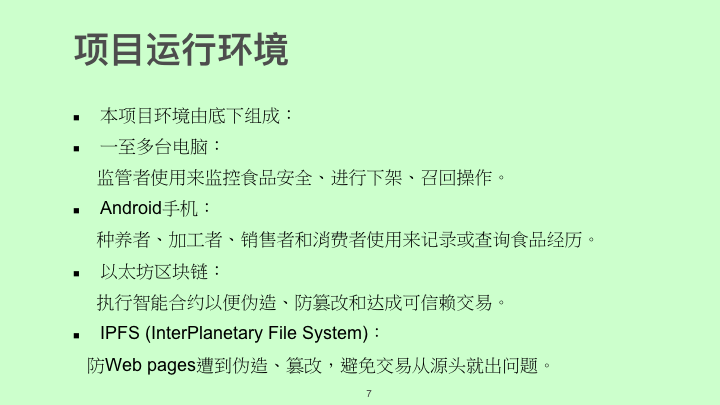 项目运行环境
▪ 本项目环境由底下组成：
▪ 一至多台电脑：
监管者使用来监控食品安全、进行下架、召回操作。
▪ Android手机：
种养者、加工者、销售者和消费者使用来记录或查询食品经历。
▪ 以太坊区块链：
执行智能合约以便伪造、防篡改和达成可信赖交易。
▪ IPFS (InterPlanetary File System)：
防Web pages遭到伪造、篡改，避免交易从源头就出问题。
7